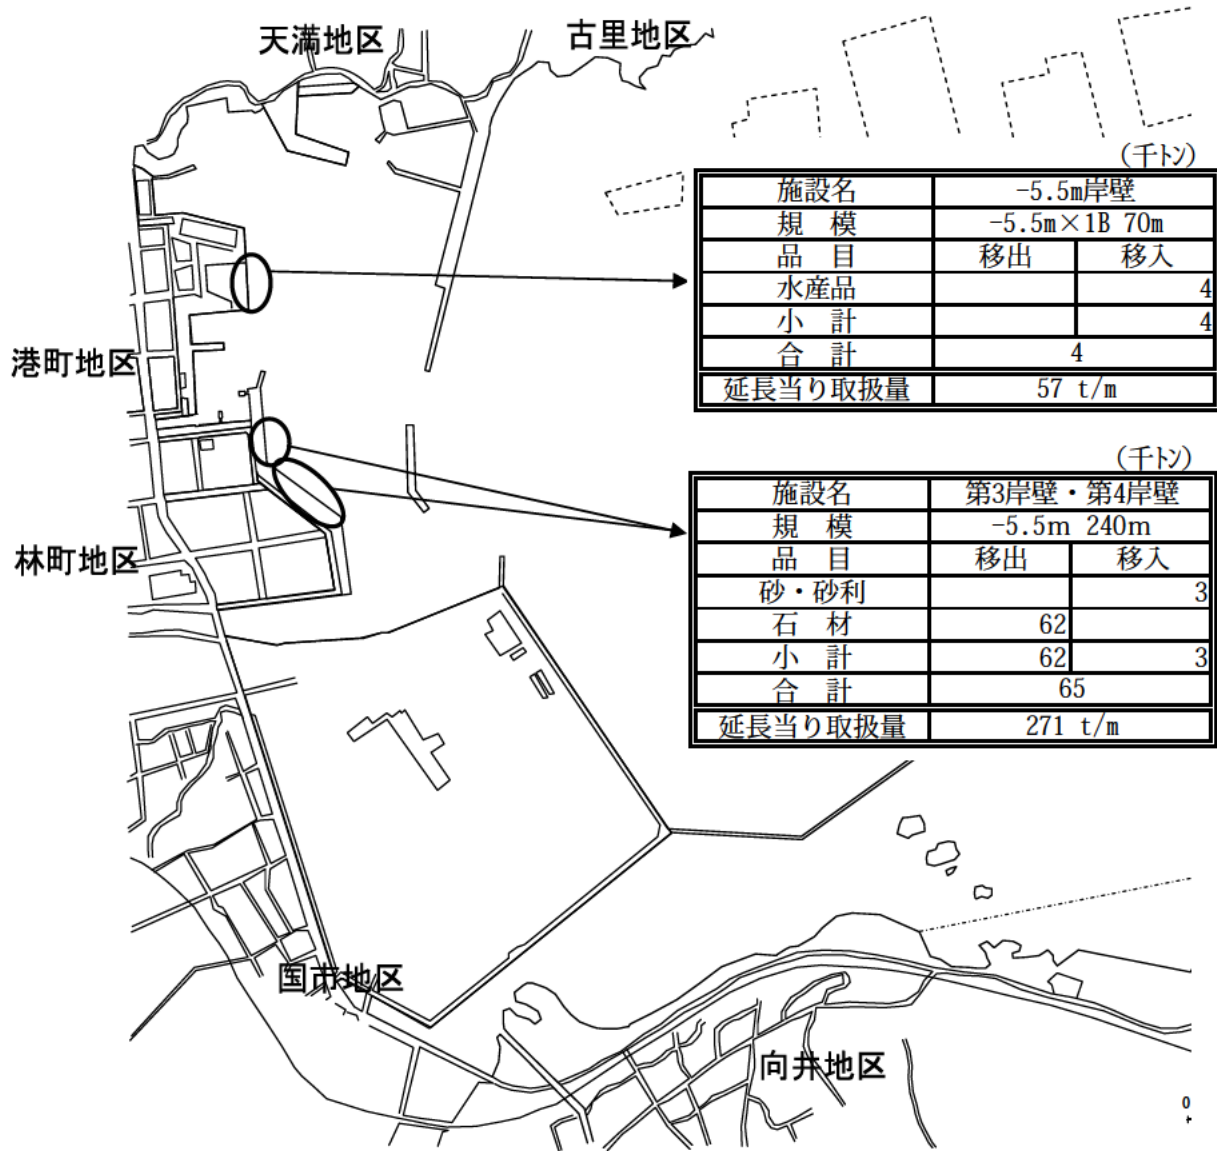 天満地区
古里地区
(千トン)
施設名 -5.5m岸壁
規 模 -5.5m×1B 70m
品 目 移出 移入
水産品 4
小 計 4
合 計 4
延長当り取扱量 57 t/m
港町地区
(千トン)
施設名 第3岸壁・第4岸壁
規 模 -5.5m 240m
品 目 移出 移入
砂・砂利 3
石 材 62
小 計 62 3
合 計 65
延長当り取扱量 271 t/m
林町地区
国市地区
向井地区
0